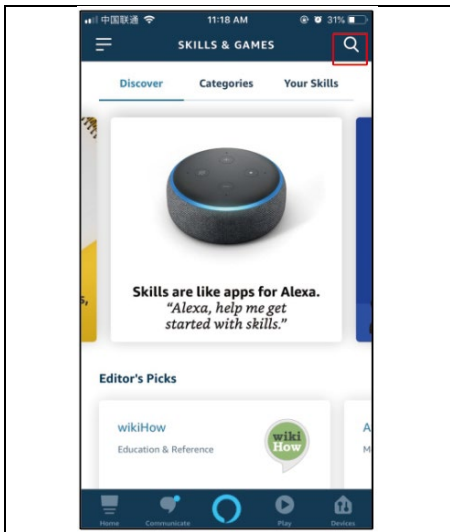 中国联通 11:18 AM 31%
SKILLS & GAMES
Discover Categories Your Skills
s,
Skills are like apps for Alexa.
“Alexa, help me get
started with skills.”
Editor's Picks
wikiHow
Education & Reference
wiki
How
A
M
Home Communicate Play Devices